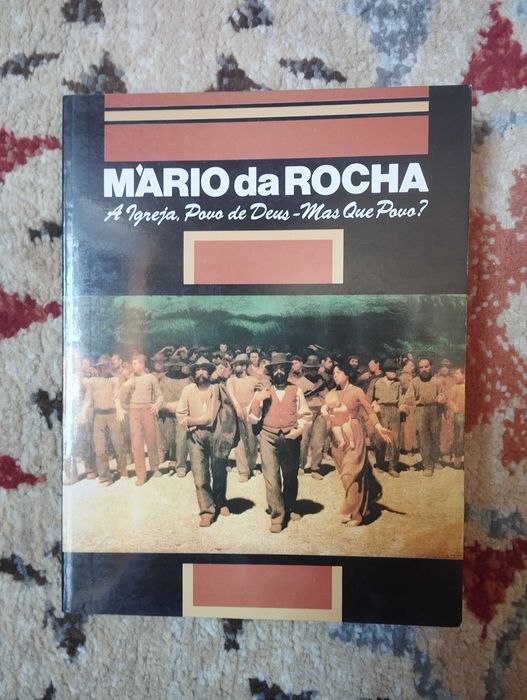 MÁRIO da ROCHA
A Igreja, Povo de Deus - Mas Que Povo?